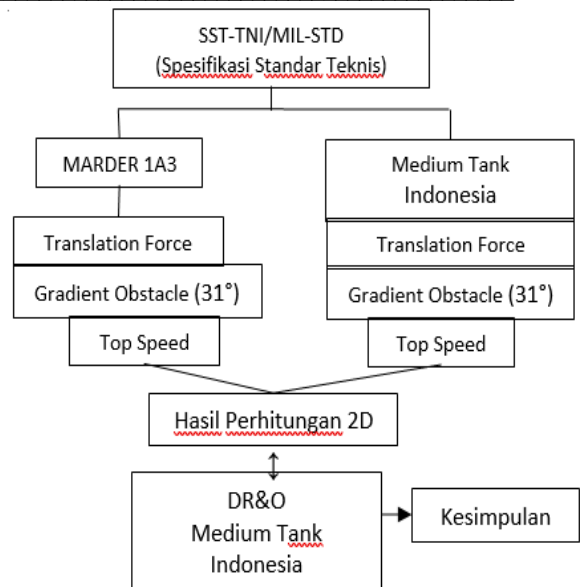 SST-TNI/MIL-STD
(Spesifikasi Standar Teknis)
MARDER 1A3
Medium Tank
Indonesia
Translation Force
Translation Force
Gradient Obstacle (31°)
Gradient Obstacle (31°)
Top Speed
Top Speed
Hasil Perhitungan 2D
DR&O
Medium Tank
Indonesia
Kesimpulan